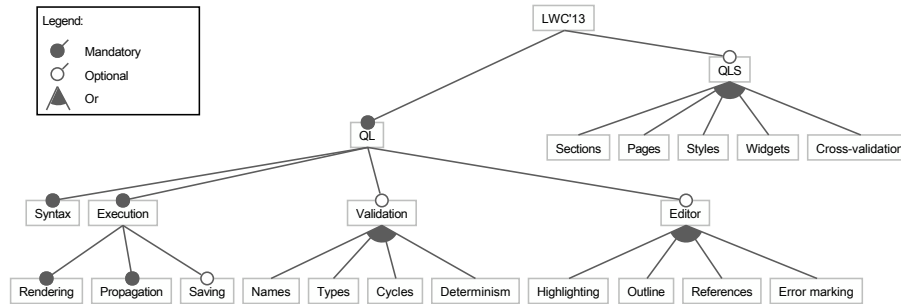 Legend:
Mandatory
Optional
Or
LWC'13
QLS
Sections Pages Styles Widgets Cross-validation
QL
Syntax Execution Validation Editor
Rendering Propagation Saving Names Types Cycles Determinism Highlighting Outline References Error marking